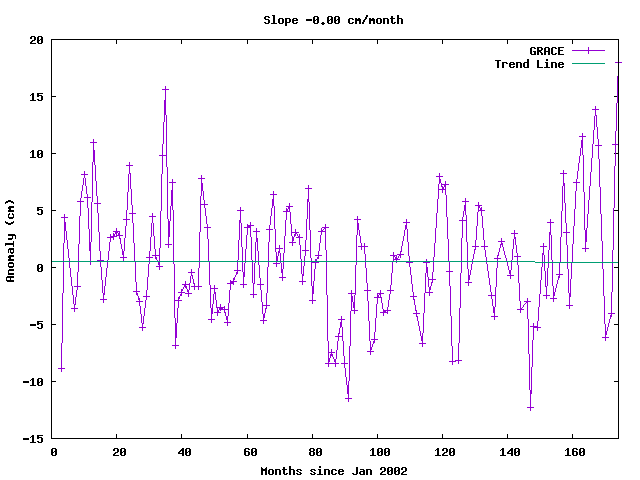 Slope -0.00 cm/month
20
15
10
5
0
-5
-10
-15
Anomaly (cm)
GRACE
Trend Line
0 20 40 60 80 100 120 140 160
Months since Jan 2002